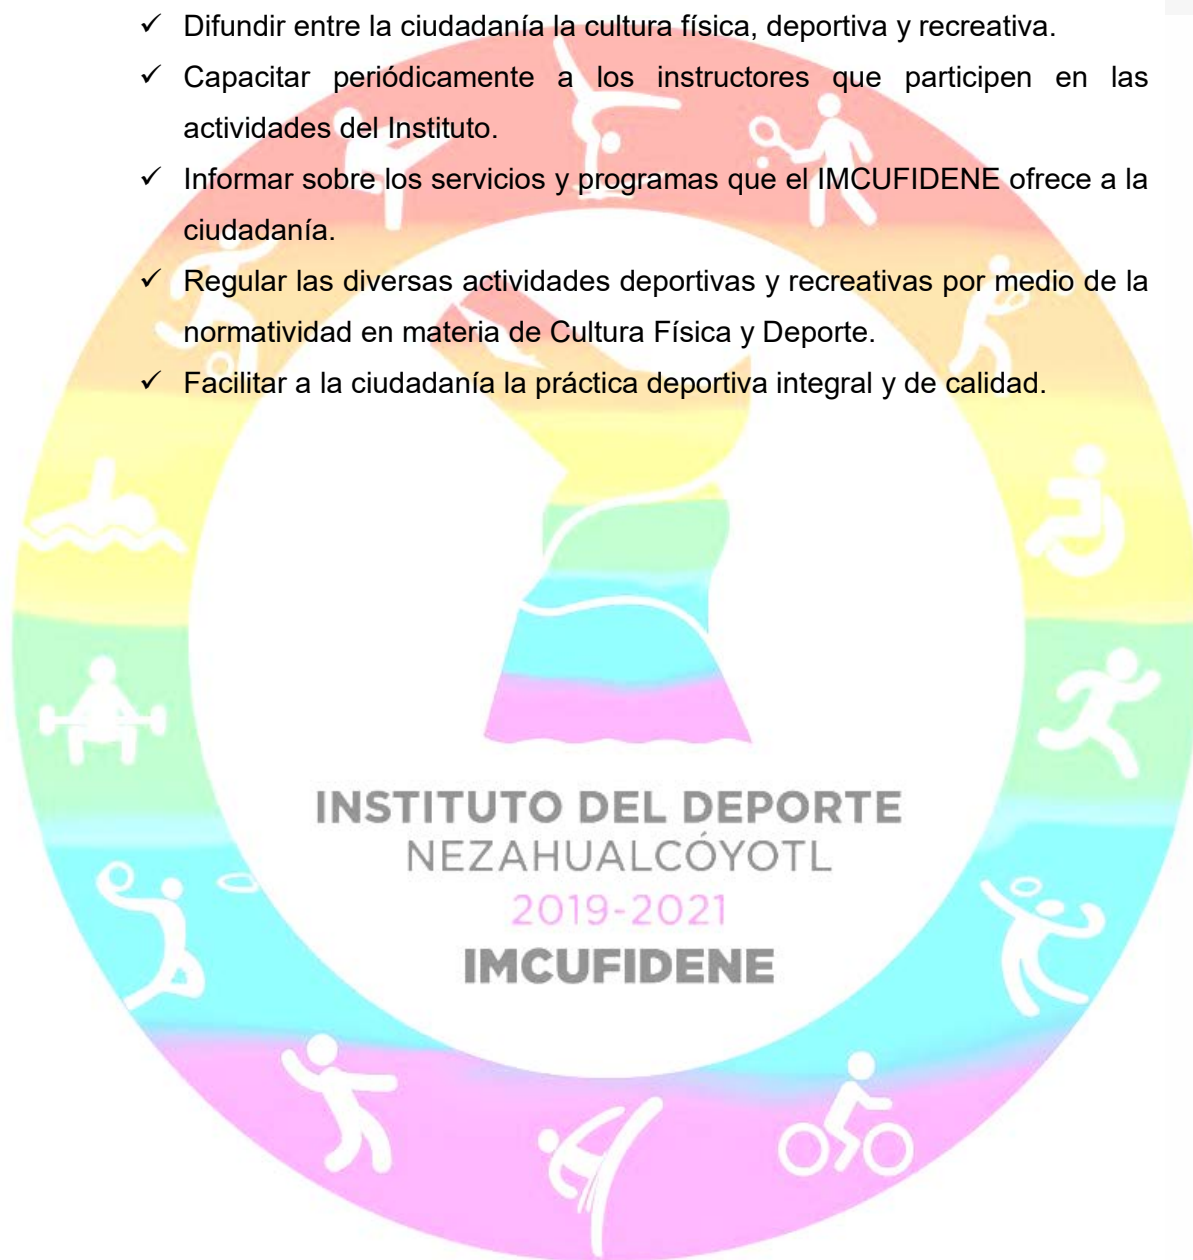 ✓ Difundir entre la ciudadanía la cultura física, deportiva y recreativa.
✓ Capacitar periódicamente a los instructores que participen en las
actividades del Instituto.
✓ Informar sobre los servicios y programas que el IMCUFIDENE ofrece a la
ciudadanía.
✓ Regular las diversas actividades deportivas y recreativas por medio de la
normatividad en materia de Cultura Física y Deporte.
✓ Facilitar a la ciudadanía la práctica deportiva integral y de calidad.
INSTITUTO DEL DEPORTE
NEZAHUALCÓYOTL
2019-2021
IMCUFIDENE